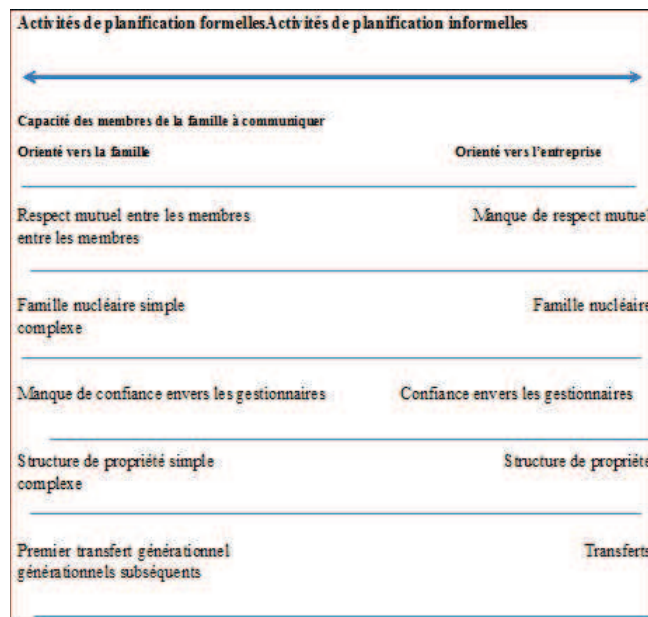 Activités de planification formellesActivités de planification informelles
Capacité des membres de la famille à communiquer
Orienté vers la famille Orienté vers l'entreprise
Respect mutuel entre les membres Manque de respect mutuel
entre les membres
Famille nucléaire simple Famille nucléaire
complexe
Manque de confiance envers les gestionnaires Confiance envers les gestionnaires
Structure de propriété simple Structure de propriété
complexe
Premier transfert générationnel Transferts
générationnels subséquents